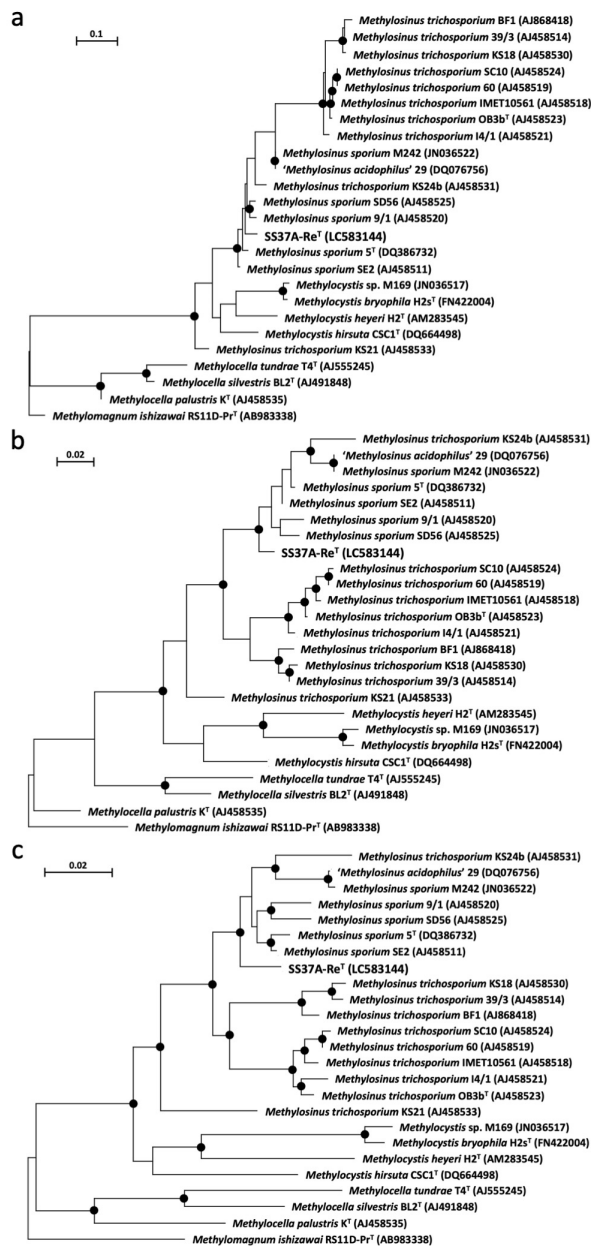 a
0.1
Methylosinus trichosporium BF1 (AJ868418)
Methylosinus trichosporium 39/3 (AJ458514)
Methylosinus trichosporium KS18 (AJ458530)
Methylosinus trichosporium SC10 (AJ458524)
Methylosinus trichosporium 60 (AJ458519)
Methylosinus trichosporium IMET10561 (AJ458518)
Methylosinus trichosporium OB3bᵀ (AJ458523)
Methylosinus trichosporium I4/1 (AJ458521)
Methylosinus sporium M242 (JN036522)
‘Methylosinus acidophilus’ 29 (DQ076756)
Methylosinus trichosporium KS24b (AJ458531)
Methylosinus sporium SD56 (AJ458525)
Methylosinus sporium 9/1 (AJ458520)
SS37A-Reᵀ (LC583144)
Methylosinus sporium 5ᵀ (DQ386732)
Methylosinus sporium SE2 (AJ458511)
Methylocystis sp. M169 (JN036517)
Methylocystis bryophila H2sᵀ (FN422004)
Methylocystis heyeri H2ᵀ (AM283545)
Methylocystis hirsuta CSC1ᵀ (DQ664498)
Methylosinus trichosporium KS21 (AJ458533)
Methylocella tundrae T4ᵀ (AJ555245)
Methylocella silvestris BL2ᵀ (AJ491848)
Methylocella palustris Kᵀ (AJ458535)
Methylomagnum ishizawai RS11D-Prᵀ (AB983338)
b
0.02
Methylosinus trichosporium KS24b (AJ458531)
‘Methylosinus acidophilus’ 29 (DQ076756)
Methylosinus sporium M242 (JN036522)
Methylosinus sporium 5ᵀ (DQ386732)
Methylosinus sporium SE2 (AJ458511)
Methylosinus sporium 9/1 (AJ458520)
Methylosinus sporium SD56 (AJ458525)
SS37A-Reᵀ (LC583144)
Methylosinus trichosporium SC10 (AJ458524)
Methylosinus trichosporium 60 (AJ458519)
Methylosinus trichosporium IMET10561 (AJ458518)
Methylosinus trichosporium OB3bᵀ (AJ458523)
Methylosinus trichosporium I4/1 (AJ458521)
Methylosinus trichosporium BF1 (AJ868418)
Methylosinus trichosporium KS18 (AJ458530)
Methylosinus trichosporium 39/3 (AJ458514)
Methylosinus trichosporium KS21 (AJ458533)
Methylocystis heyeri H2ᵀ (AM283545)
Methylocystis sp. M169 (JN036517)
Methylocystis bryophila H2sᵀ (FN422004)
Methylocystis hirsuta CSC1ᵀ (DQ664498)
Methylocella tundrae T4ᵀ (AJ555245)
Methylocella silvestris BL2ᵀ (AJ491848)
Methylocella palustris Kᵀ (AJ458535)
Methylomagnum ishizawai RS11D-Prᵀ (AB983338)
c
0.02
Methylosinus trichosporium KS24b (AJ458531)
‘Methylosinus acidophilus’ 29 (DQ076756)
Methylosinus sporium M242 (JN036522)
Methylosinus sporium 9/1 (AJ458520)
Methylosinus sporium SD56 (AJ458525)
Methylosinus sporium 5ᵀ (DQ386732)
Methylosinus sporium SE2 (AJ458511)
SS37A-Reᵀ (LC583144)
Methylosinus trichosporium KS18 (AJ458530)
Methylosinus trichosporium 39/3 (AJ458514)
Methylosinus trichosporium BF1 (AJ868418)
Methylosinus trichosporium SC10 (AJ458524)
Methylosinus trichosporium 60 (AJ458519)
Methylosinus trichosporium IMET10561 (AJ458518)
Methylosinus trichosporium I4/1 (AJ458521)
Methylosinus trichosporium OB3bᵀ (AJ458523)
Methylosinus trichosporium KS21 (AJ458533)
Methylocystis sp. M169 (JN036517)
Methylocystis bryophila H2sᵀ (FN422004)
Methylocystis heyeri H2ᵀ (AM283545)
Methylocystis hirsuta CSC1ᵀ (DQ664498)
Methylocella tundrae T4ᵀ (AJ555245)
Methylocella silvestris BL2ᵀ (AJ491848)
Methylocella palustris Kᵀ (AJ458535)
Methylomagnum ishizawai RS11D-Prᵀ (AB983338)